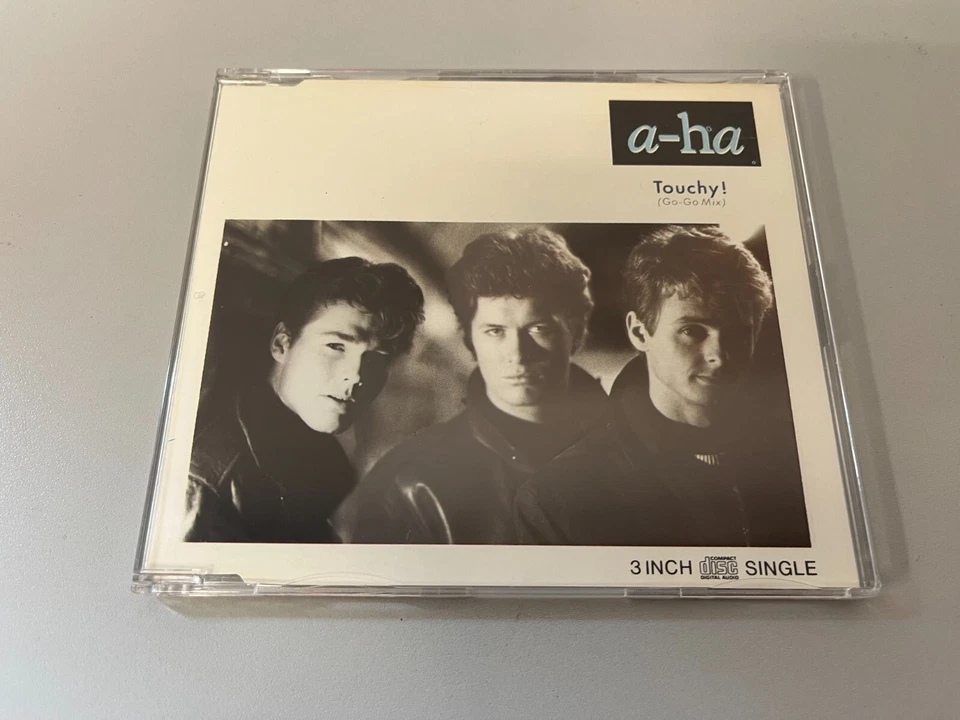 a-ha
Touchy!
(Go-Go Mix)
3 INCH COMPACT disc DIGITAL AUDIO SINGLE